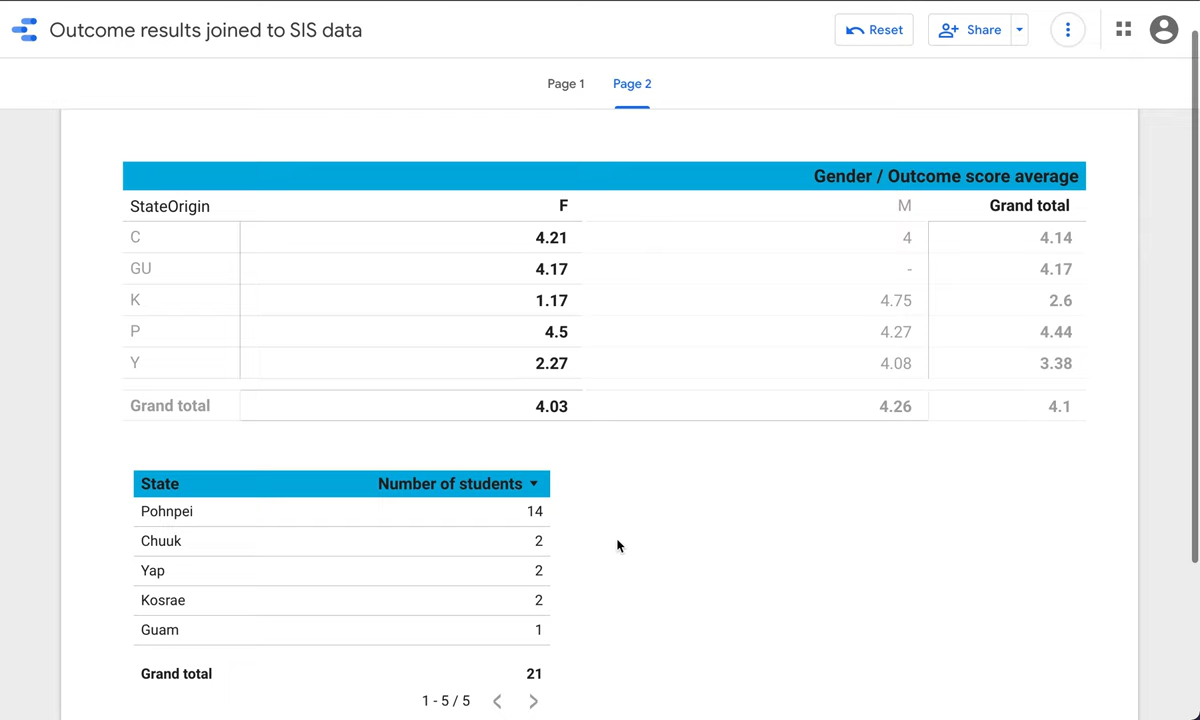 Outcome results joined to SIS data
Reset
Share
Page 1 Page 2
Gender / Outcome score average
StateOrigin F M Grand total
C 4.21 4 4.14
GU 4.17 - 4.17
K 1.17 4.75 2.6
P 4.5 4.27 4.44
Y 2.27 4.08 3.38
Grand total 4.03 4.26 4.1
State Number of students
Pohnpei 14
Chuuk 2
Yap 2
Kosrae 2
Guam 1
Grand total 21
1 - 5 / 5